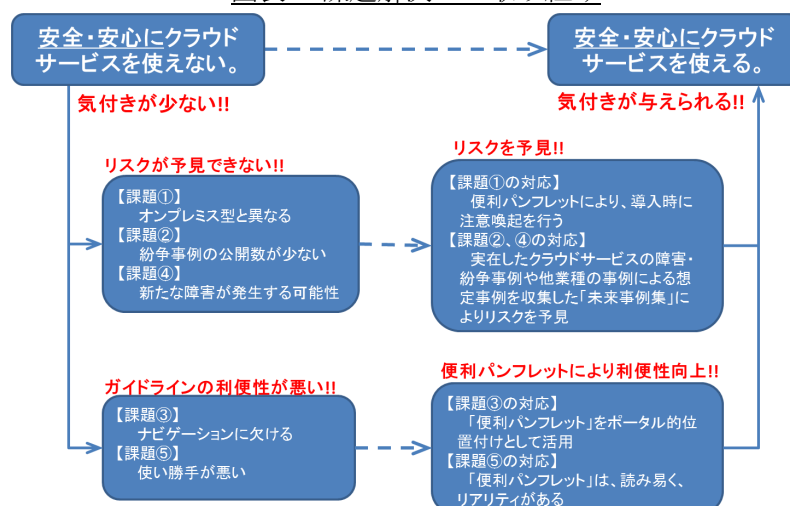 安全・安心にクラウド
サービスを使えない。
安全・安心にクラウド
サービスを使える。
気付きが少ない!!
気付きが与えられる!!
リスクが予見できない!!
【課題①】
オンプレミス型と異なる
【課題②】
紛争事例の公開数が少ない
【課題④】
新たな障害が発生する可能性
リスクを予見!!
【課題①の対応】
便利パンフレットにより、導入時に
注意喚起を行う
【課題②、④の対応】
実在したクラウドサービスの障害・
紛争事例や他業種の事例による想
定事例を収集した「未来事例集」に
よりリスクを予見
ガイドラインの利便性が悪い!!
【課題③】
ナビゲーションに欠ける
【課題⑤】
使い勝手が悪い
便利パンフレットにより利便性向上!!
【課題③の対応】
「便利パンフレット」をポータル的位
置付けとして活用
【課題⑤の対応】
「便利パンフレット」は、読み易く、
リアリティがある